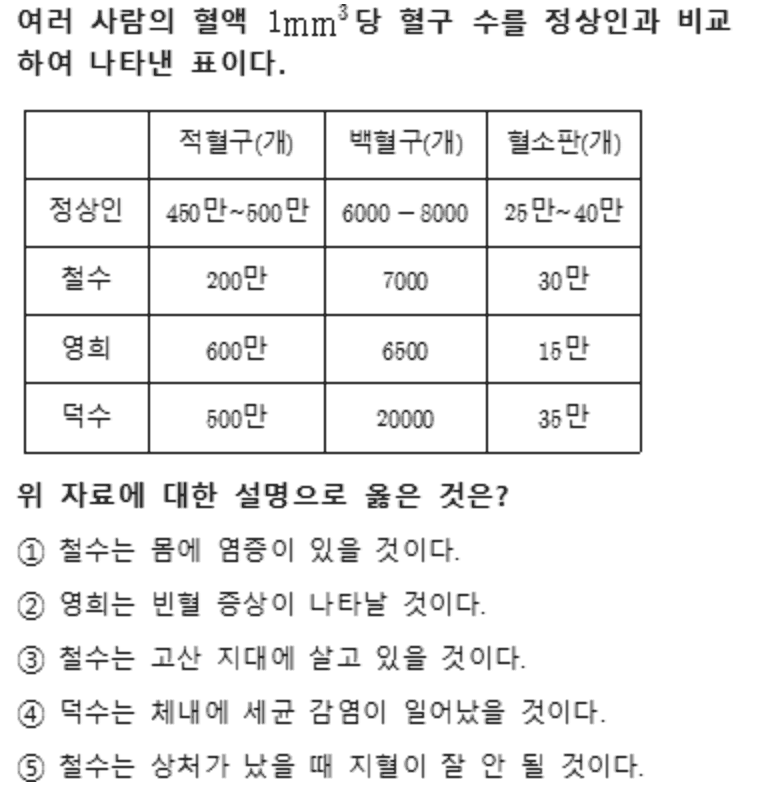 여러 사람의 혈액 1mm³당 혈구 수를 정상인과 비교
하여 나타낸 표이다.
적혈구(개) 백혈구(개) 혈소판(개)
정상인 450만~500만 6000 - 8000 25만~40만
철수 200만 7000 30만
영희 600만 6500 15만
덕수 500만 20000 35만
위 자료에 대한 설명으로 옳은 것은?
① 철수는 몸에 염증이 있을 것이다.
② 영희는 빈혈 증상이 나타날 것이다.
③ 철수는 고산 지대에 살고 있을 것이다.
④ 덕수는 체내에 세균 감염이 일어났을 것이다.
⑤ 철수는 상처가 났을 때 지혈이 잘 안 될 것이다.